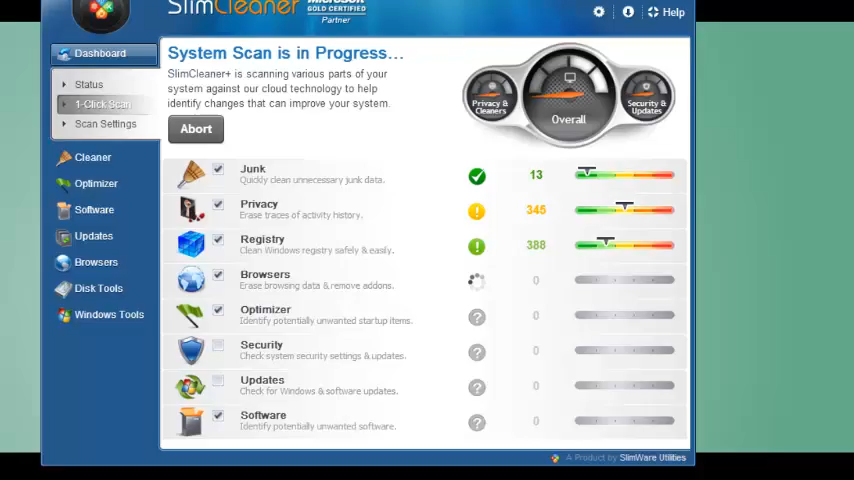 SlimCleaner
Microsoft
GOLD CERTIFIED
Partner
Help
Dashboard
Status
1-Click Scan
Scan Settings
Cleaner
Optimizer
Software
Updates
Browsers
Disk Tools
Windows Tools
System Scan is in Progress...
SlimCleaner+ is scanning various parts of your
system against our cloud technology to help
identify changes that can improve your system.
Abort
Privacy &
Cleaners
Overall
Security &
Updates
Junk
Quickly clean unnecessary junk data.
13
Privacy
Erase traces of activity history.
345
Registry
Clean Windows registry safely & easily.
388
Browsers
Erase browsing data & remove addons.
0
Optimizer
Identify potentially unwanted startup items.
0
Security
Check system security settings & updates.
0
Updates
Check for Windows & software updates.
0
Software
Identify potentially unwanted software.
0
A Product by SlimWare Utilities